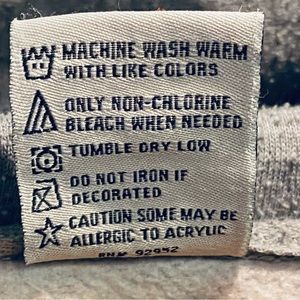 MACHINE WASH WARM
WITH LIKE COLORS
ONLY NON-CHLORINE
BLEACH WHEN NEEDED
TUMBLE DRY LOW
DO NOT IRON IF
DECORATED
CAUTION SOME MAY BE
ALLERGIC TO ACRYLIC
RN# 92952